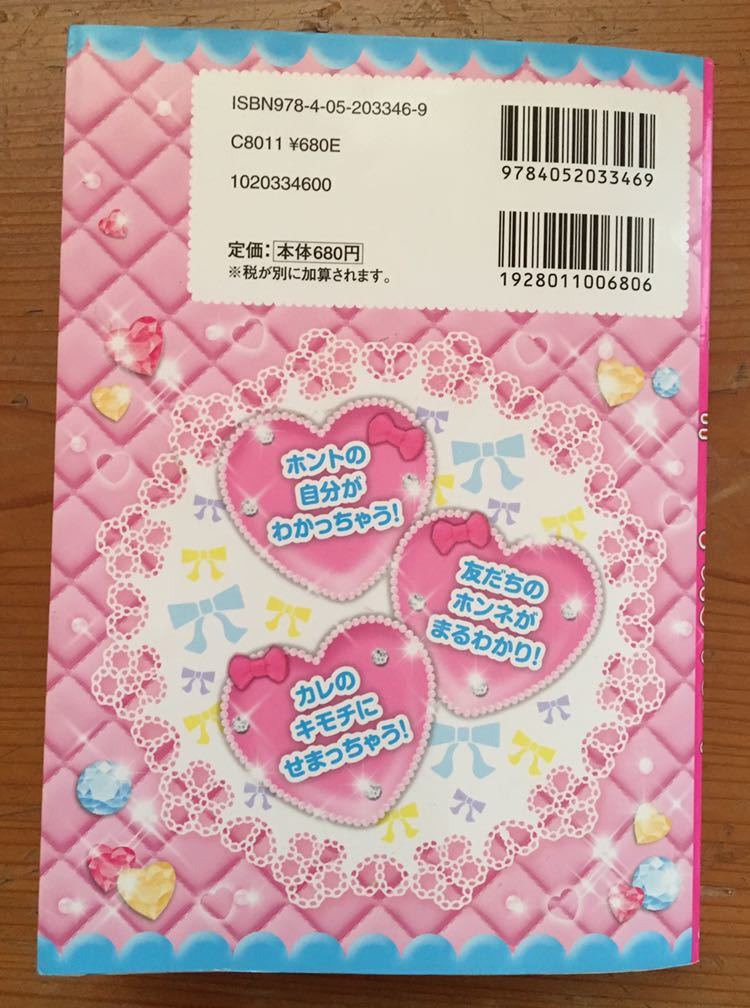 ISBN978-4-05-203346-9
C8011 ¥680E
1020334600
定価：本体680円
※税が別に加算されます。
9784052033469
1928011006806
ホントの
自分が
わかっちゃう！
友だちの
ホンネが
まるわかり！
カレの
キモチに
せまっちゃう！